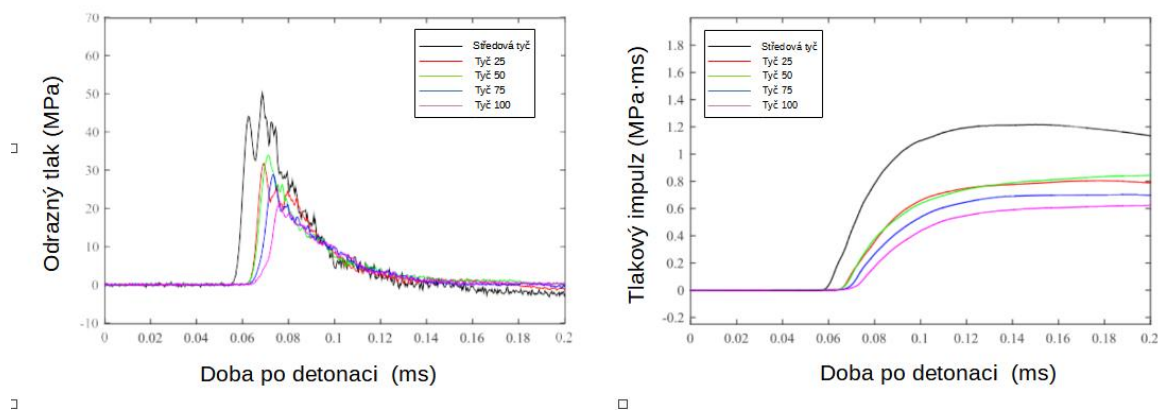 70
60
50
40
30
20
10
0
-10
Odrazný tlak (MPa)
Středová tyč
Tyč 25
Tyč 50
Tyč 75
Tyč 100
0 0.02 0.04 0.06 0.08 0.1 0.12 0.14 0.16 0.18 0.2
Doba po detonaci (ms)
1.8
1.6
1.4
1.2
1
0.8
0.6
0.4
0.2
0
-0.2
Tlakový impulz (MPa·ms)
Středová tyč
Tyč 25
Tyč 50
Tyč 75
Tyč 100
0 0.02 0.04 0.06 0.08 0.1 0.12 0.14 0.16 0.18 0.2
Doba po detonaci (ms)